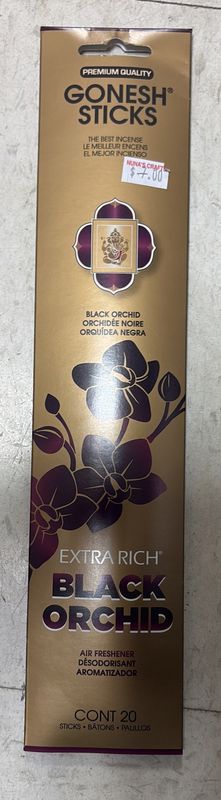 PREMIUM QUALITY
GONESH®
STICKS
THE BEST INCENSE
LE MEILLEUR ENCENS
EL MEJOR INCIENSO
NUNA'S CRAFT
$ 7.00
BLACK ORCHID
ORCHIDÉE NOIRE
ORQUÍDEA NEGRA
EXTRA RICH®
BLACK
ORCHID
AIR FRESHENER
DÉSODORISANT
AROMATIZADOR
CONT 20
STICKS • BÂTONS • PALILLOS